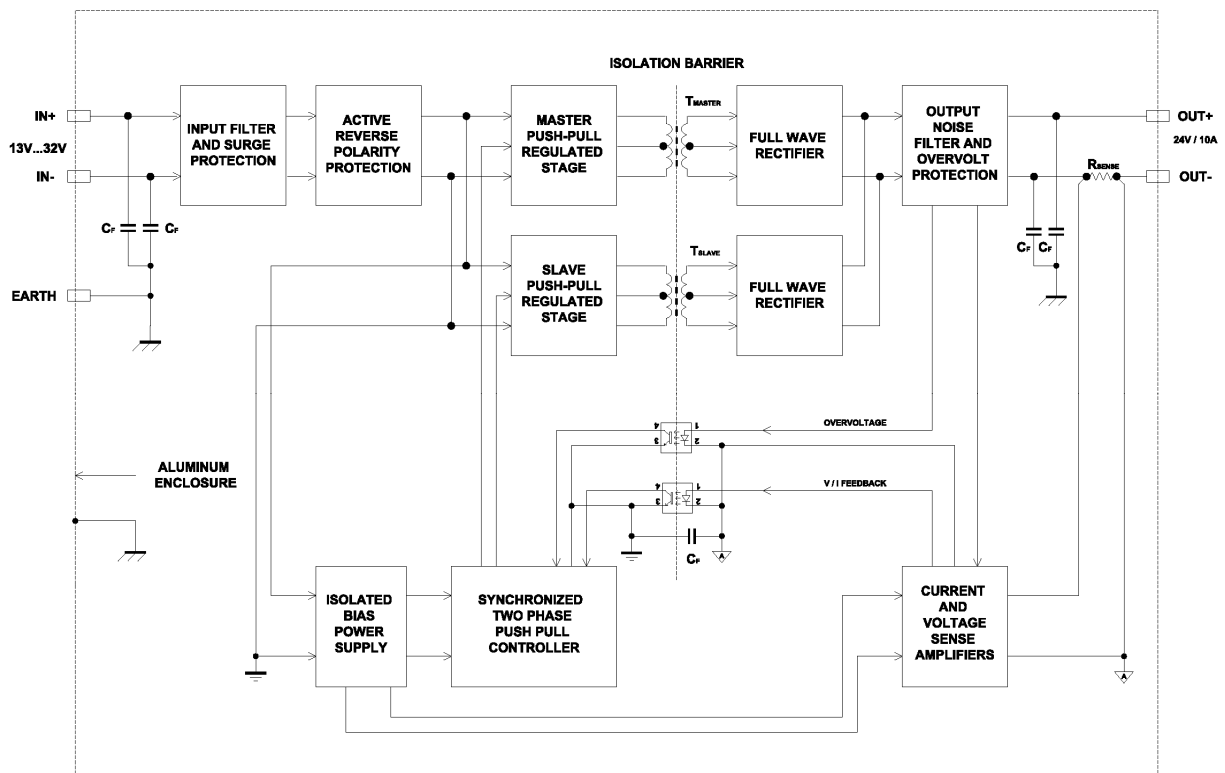 ISOLATION BARRIER
IN+
13V...32V
IN-
INPUT FILTER
AND SURGE
PROTECTION
ACTIVE
REVERSE
POLARITY
PROTECTION
MASTER
PUSH-PULL
REGULATED
STAGE
TMASTER
FULL WAVE
RECTIFIER
OUTPUT
NOISE
FILTER AND
OVERVOLT
PROTECTION
OUT+
24V / 10A
RSENSE
OUT-
CF
CF
CF
CF
EARTH
SLAVE
PUSH-PULL
REGULATED
STAGE
TSLAVE
FULL WAVE
RECTIFIER
4
3
1
2
OVERVOLTAGE
4
3
1
2
V / I FEEDBACK
CF
A
ALUMINUM
ENCLOSURE
ISOLATED
BIAS
POWER
SUPPLY
SYNCHRONIZED
TWO PHASE
PUSH PULL
CONTROLLER
CURRENT
AND
VOLTAGE
SENSE
AMPLIFIERS
A